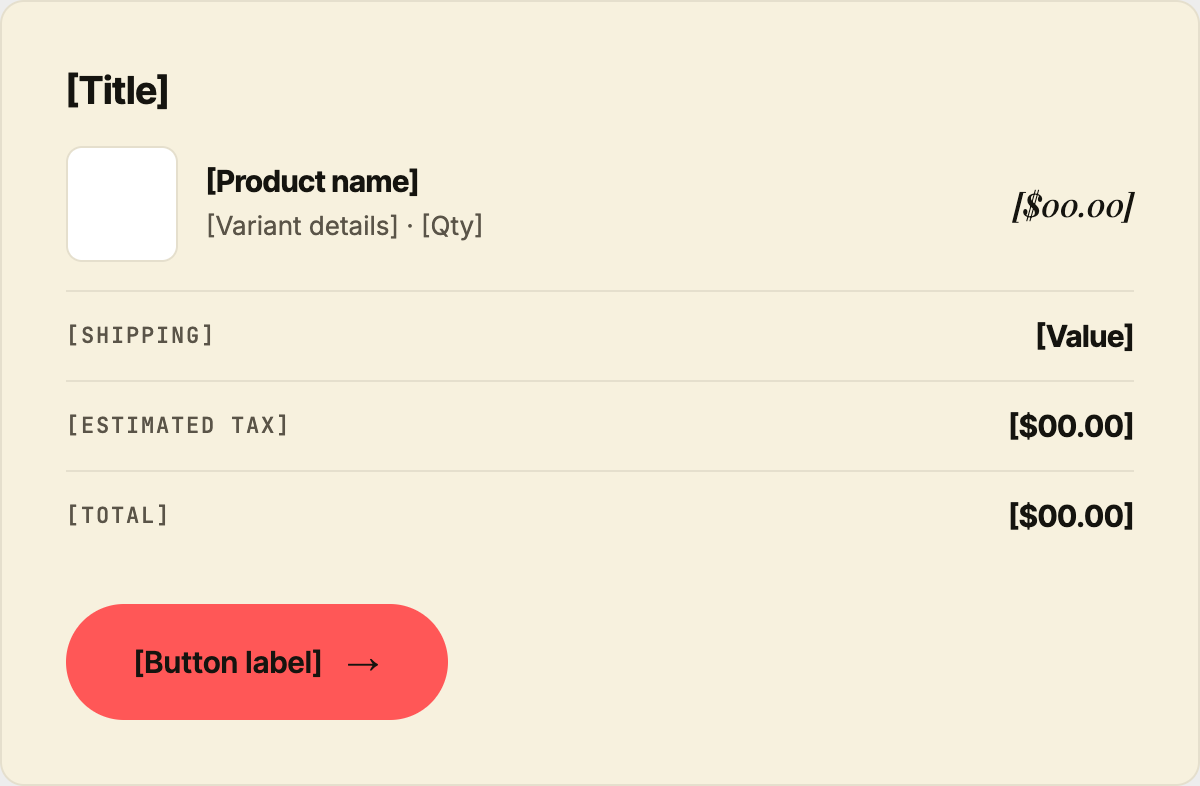 [Title]
[Product name]
[Variant details] · [Qty]
[$00.00]
[SHIPPING]
[Value]
[ESTIMATED TAX]
[$00.00]
[TOTAL]
[$00.00]
[Button label] →